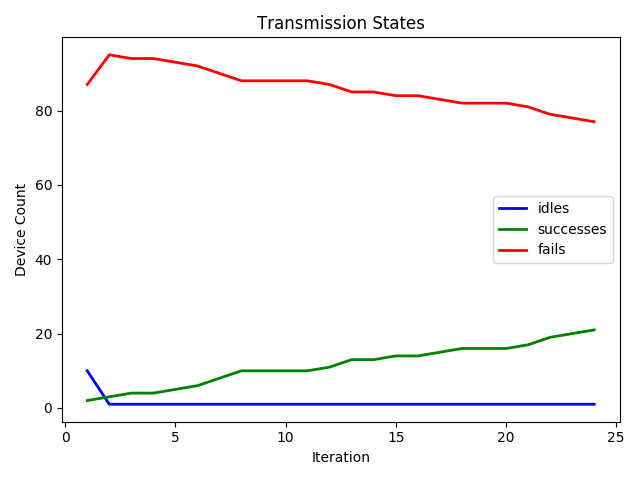 Transmission States
Device Count
80
60
40
20
0
idles
successes
fails
0 5 10 15 20 25
Iteration